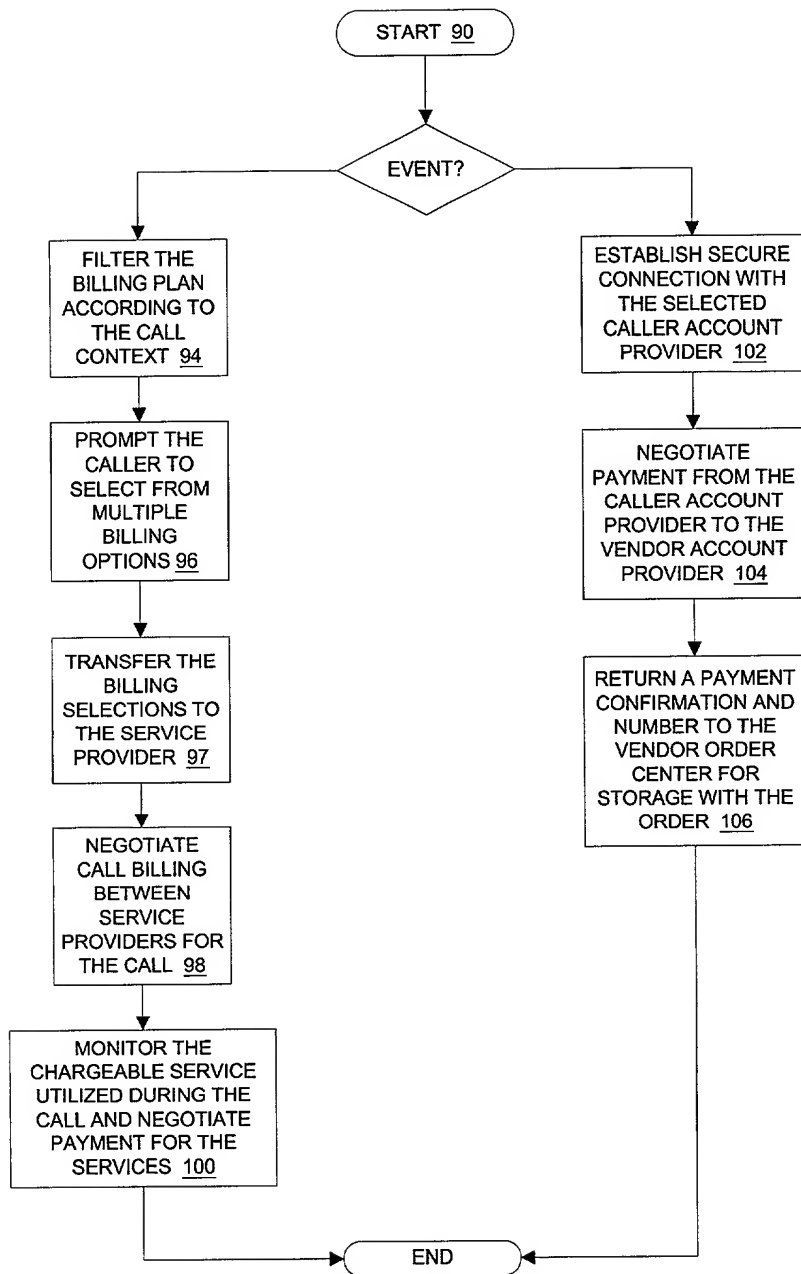 START 90
EVENT?
FILTER THE
BILLING PLAN
ACCORDING TO
THE CALL
CONTEXT 94
PROMPT THE
CALLER TO
SELECT FROM
MULTIPLE
BILLING
OPTIONS 96
TRANSFER THE
BILLING
SELECTIONS TO
THE SERVICE
PROVIDER 97
NEGOTIATE
CALL BILLING
BETWEEN
SERVICE
PROVIDERS FOR
THE CALL 98
MONITOR THE
CHARGEABLE SERVICE
UTILIZED DURING THE
CALL AND NEGOTIATE
PAYMENT FOR THE
SERVICES 100
ESTABLISH SECURE
CONNECTION WITH
THE SELECTED
CALLER ACCOUNT
PROVIDER 102
NEGOTIATE
PAYMENT FROM THE
CALLER ACCOUNT
PROVIDER TO THE
VENDOR ACCOUNT
PROVIDER 104
RETURN A PAYMENT
CONFIRMATION AND
NUMBER TO THE
VENDOR ORDER
CENTER FOR
STORAGE WITH THE
ORDER 106
END